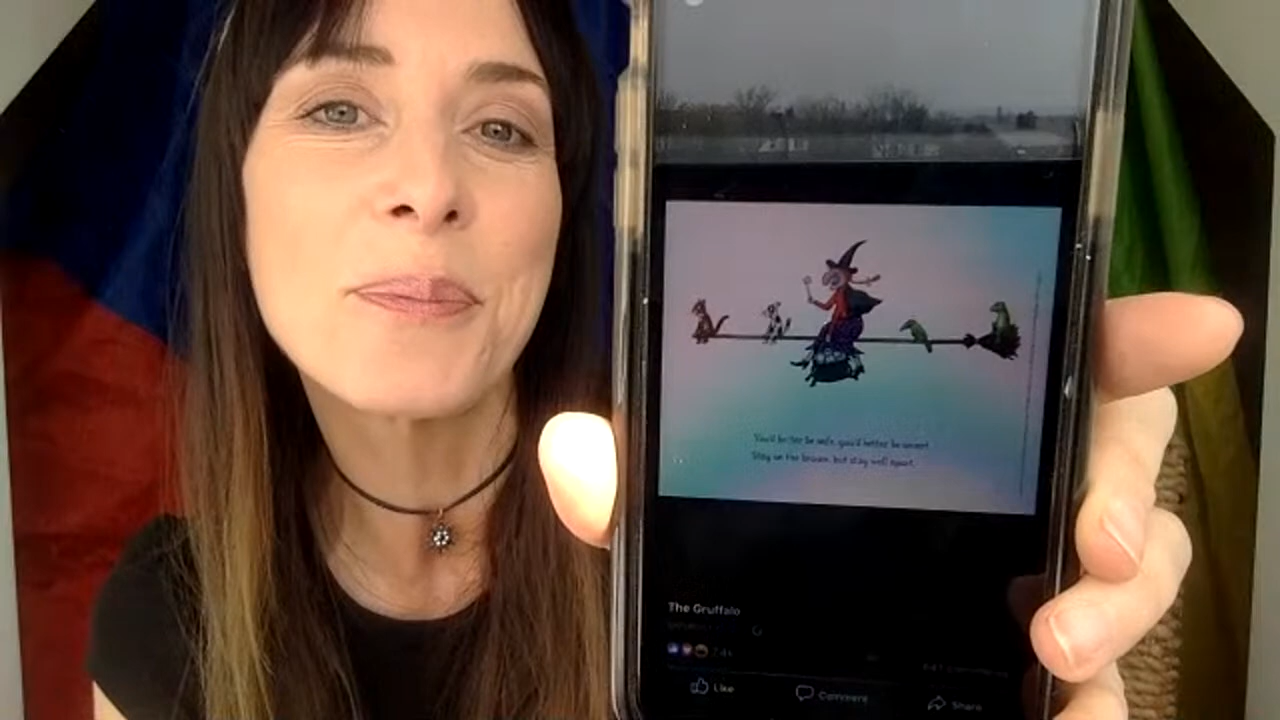 You'd better be safe, you'd better be smart
Stay on the broom, but stay well apart.
The Gruffalo
Like
Comment
Share